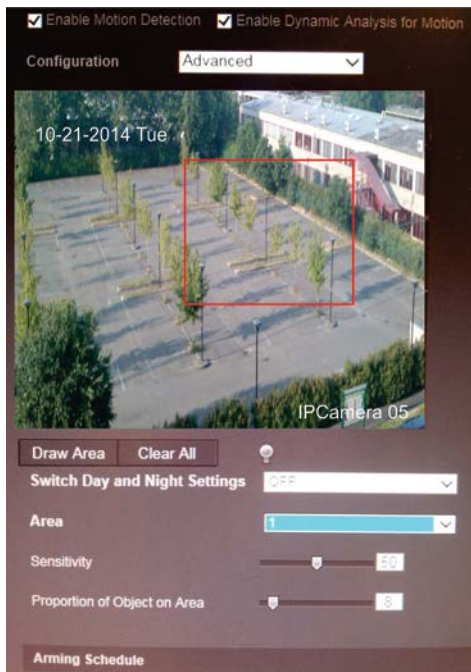 Enable Motion Detection Enable Dynamic Analysis for Motion
Configuration Advanced
10-21-2014 Tue
IPCamera 05
Draw Area Clear All
Switch Day and Night Settings OFF
Area 1
Sensitivity 50
Proportion of Object on Area 8
Arming Schedule